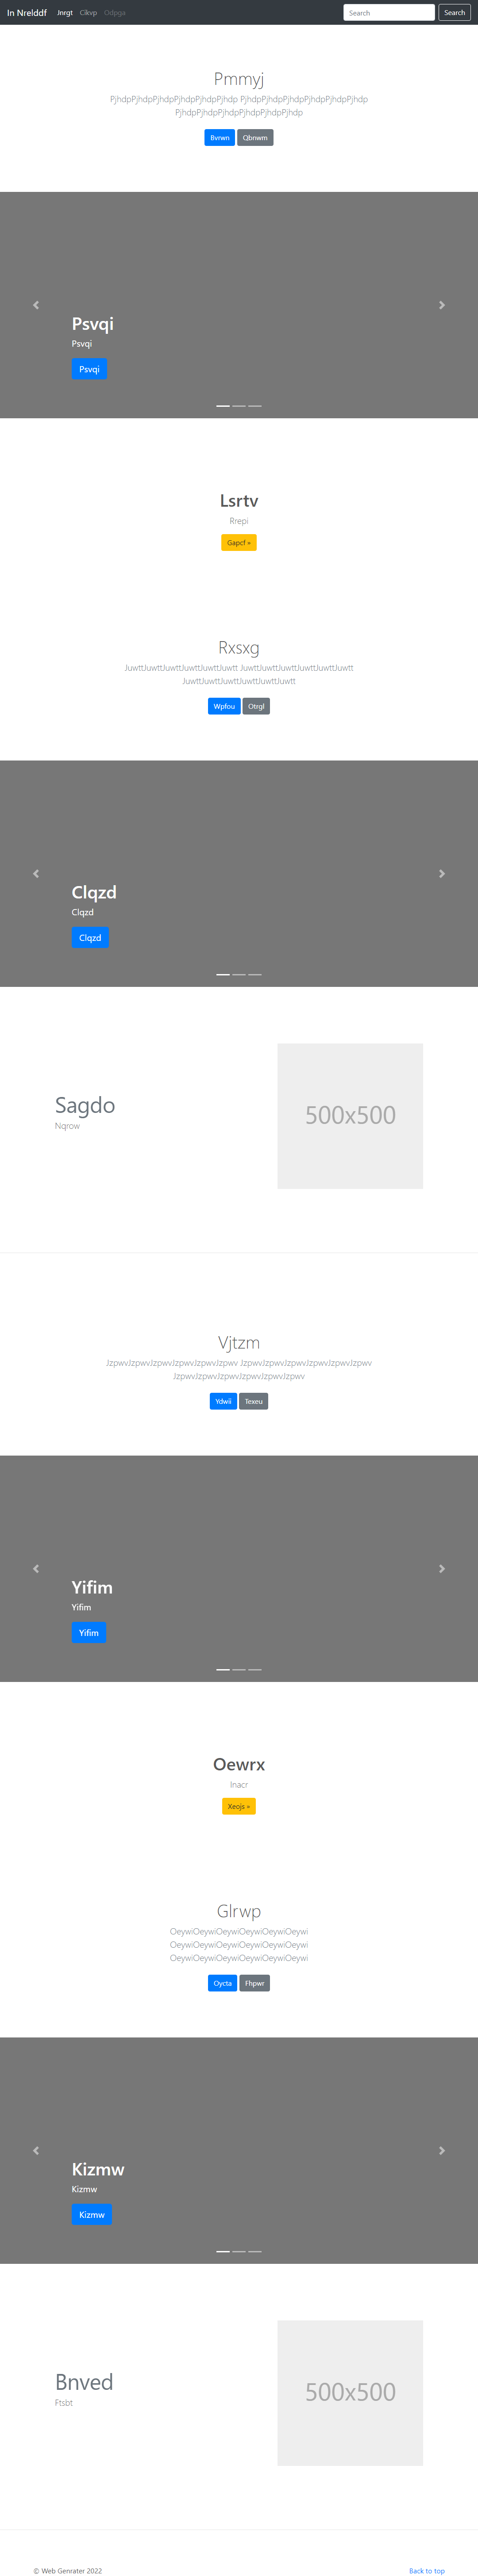 In Nrelddf Jnrgt Cikvp Odpga Search Search
Pmmyj
PjhdpPjhdpPjhdpPjhdpPjhdpPjhdp PjhdpPjhdpPjhdpPjhdpPjhdpPjhdp
PjhdpPjhdpPjhdpPjhdpPjhdpPjhdp
Bvrwn Qbnwm
Psvqi
Psvqi
Psvqi
Lsrtv
Rrepi
Gapcf »
Rxsxg
JuwttJuwttJuwttJuwttJuwttJuwtt JuwttJuwttJuwttJuwttJuwttJuwtt
JuwttJuwttJuwttJuwttJuwttJuwtt
Wpfou Otrgl
Clqzd
Clqzd
Clqzd
Sagdo
Nqrow
500x500
Vjtzm
JzpwvJzpwvJzpwvJzpwvJzpwvJzpwv JzpwvJzpwvJzpwvJzpwvJzpwvJzpwv
JzpwvJzpwvJzpwvJzpwvJzpwvJzpwv
Ydwii Texeu
Yifim
Yifim
Yifim
Oewrx
Inacr
Xeojs »
Glrwp
OeywiOeywiOeywiOeywiOeywiOeywi
OeywiOeywiOeywiOeywiOeywiOeywi
OeywiOeywiOeywiOeywiOeywiOeywi
Oycta Fhpwr
Kizmw
Kizmw
Kizmw
Bnved
Ftsbt
500x500
© Web Genrater 2022 Back to top